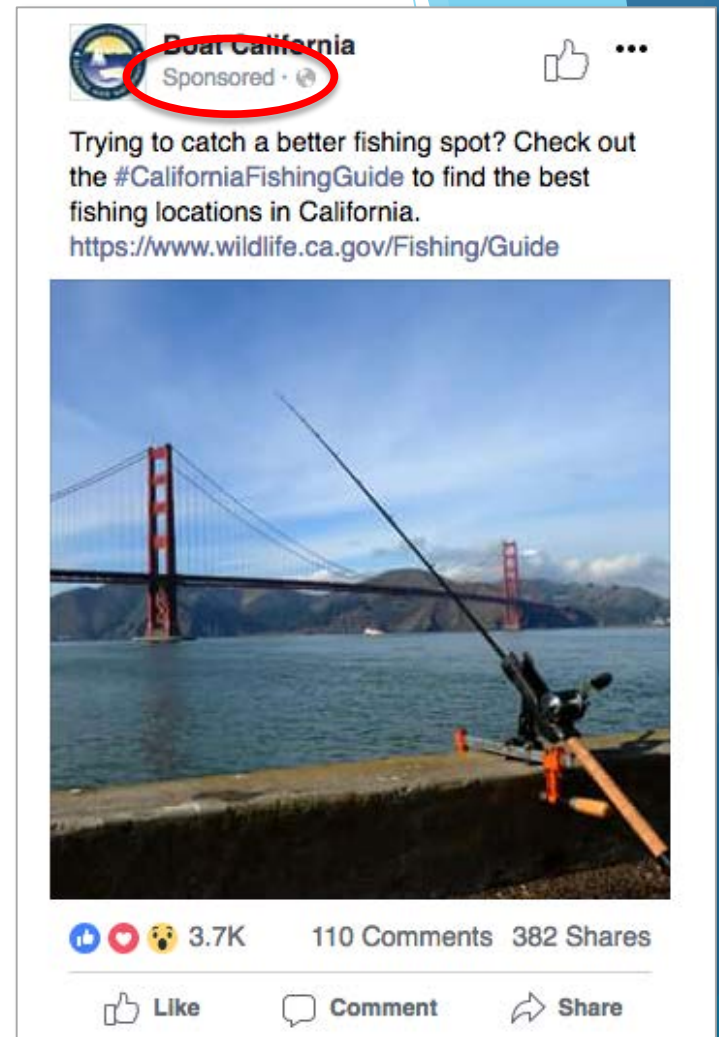 Boat California
Sponsored ·
Trying to catch a better fishing spot? Check out
the #CaliforniaFishingGuide to find the best
fishing locations in California.
https://www.wildlife.ca.gov/Fishing/Guide
3.7K 110 Comments 382 Shares
Like Comment Share